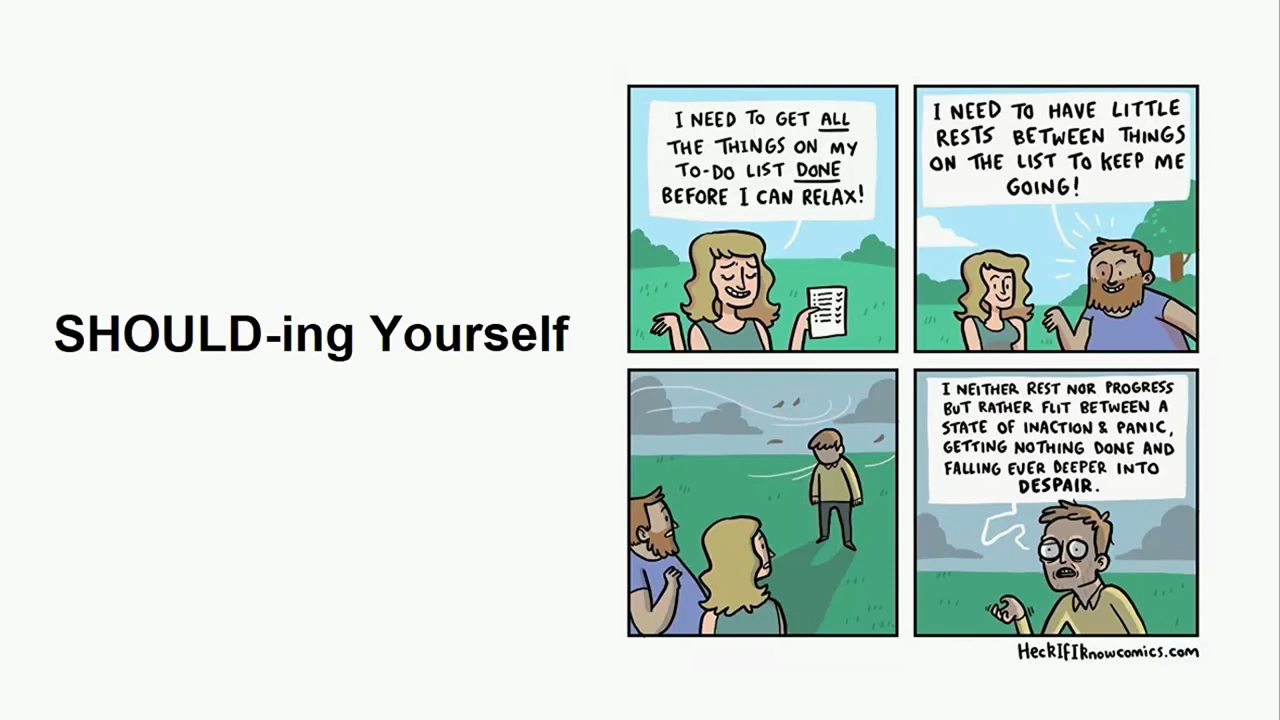 SHOULD-ing Yourself
I NEED TO GET ALL
THE THINGS ON MY
TO-DO LIST DONE
BEFORE I CAN RELAX!
I NEED TO HAVE LITTLE
RESTS BETWEEN THINGS
ON THE LIST TO KEEP ME
GOING!
I NEITHER REST NOR PROGRESS
BUT RATHER FLIT BETWEEN A
STATE OF INACTION & PANIC,
GETTING NOTHING DONE AND
FALLING EVER DEEPER INTO
DESPAIR.
HeckIfIKnowcomics.com